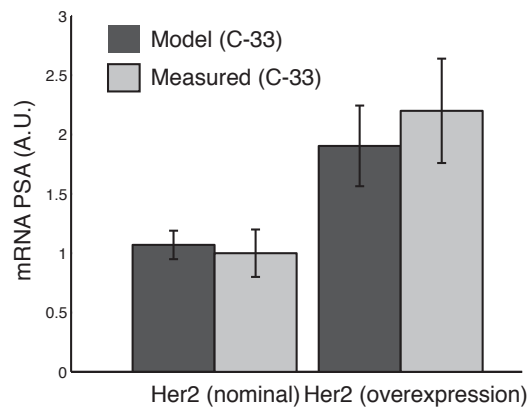 3
Model (C-33)
2.5
Measured (C-33)
2
mRNA PSA (A.U.)
1.5
1
0.5
0
Her2 (nominal) Her2 (overexpression)